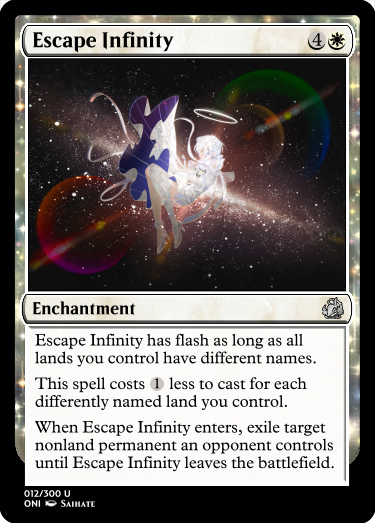 Escape Infinity 4
Enchantment
Escape Infinity has flash as long as all
lands you control have different names.
This spell costs 1 less to cast for each
differently named land you control.
When Escape Infinity enters, exile target
nonland permanent an opponent controls
until Escape Infinity leaves the battlefield.
012/300 U
ONI Saihate